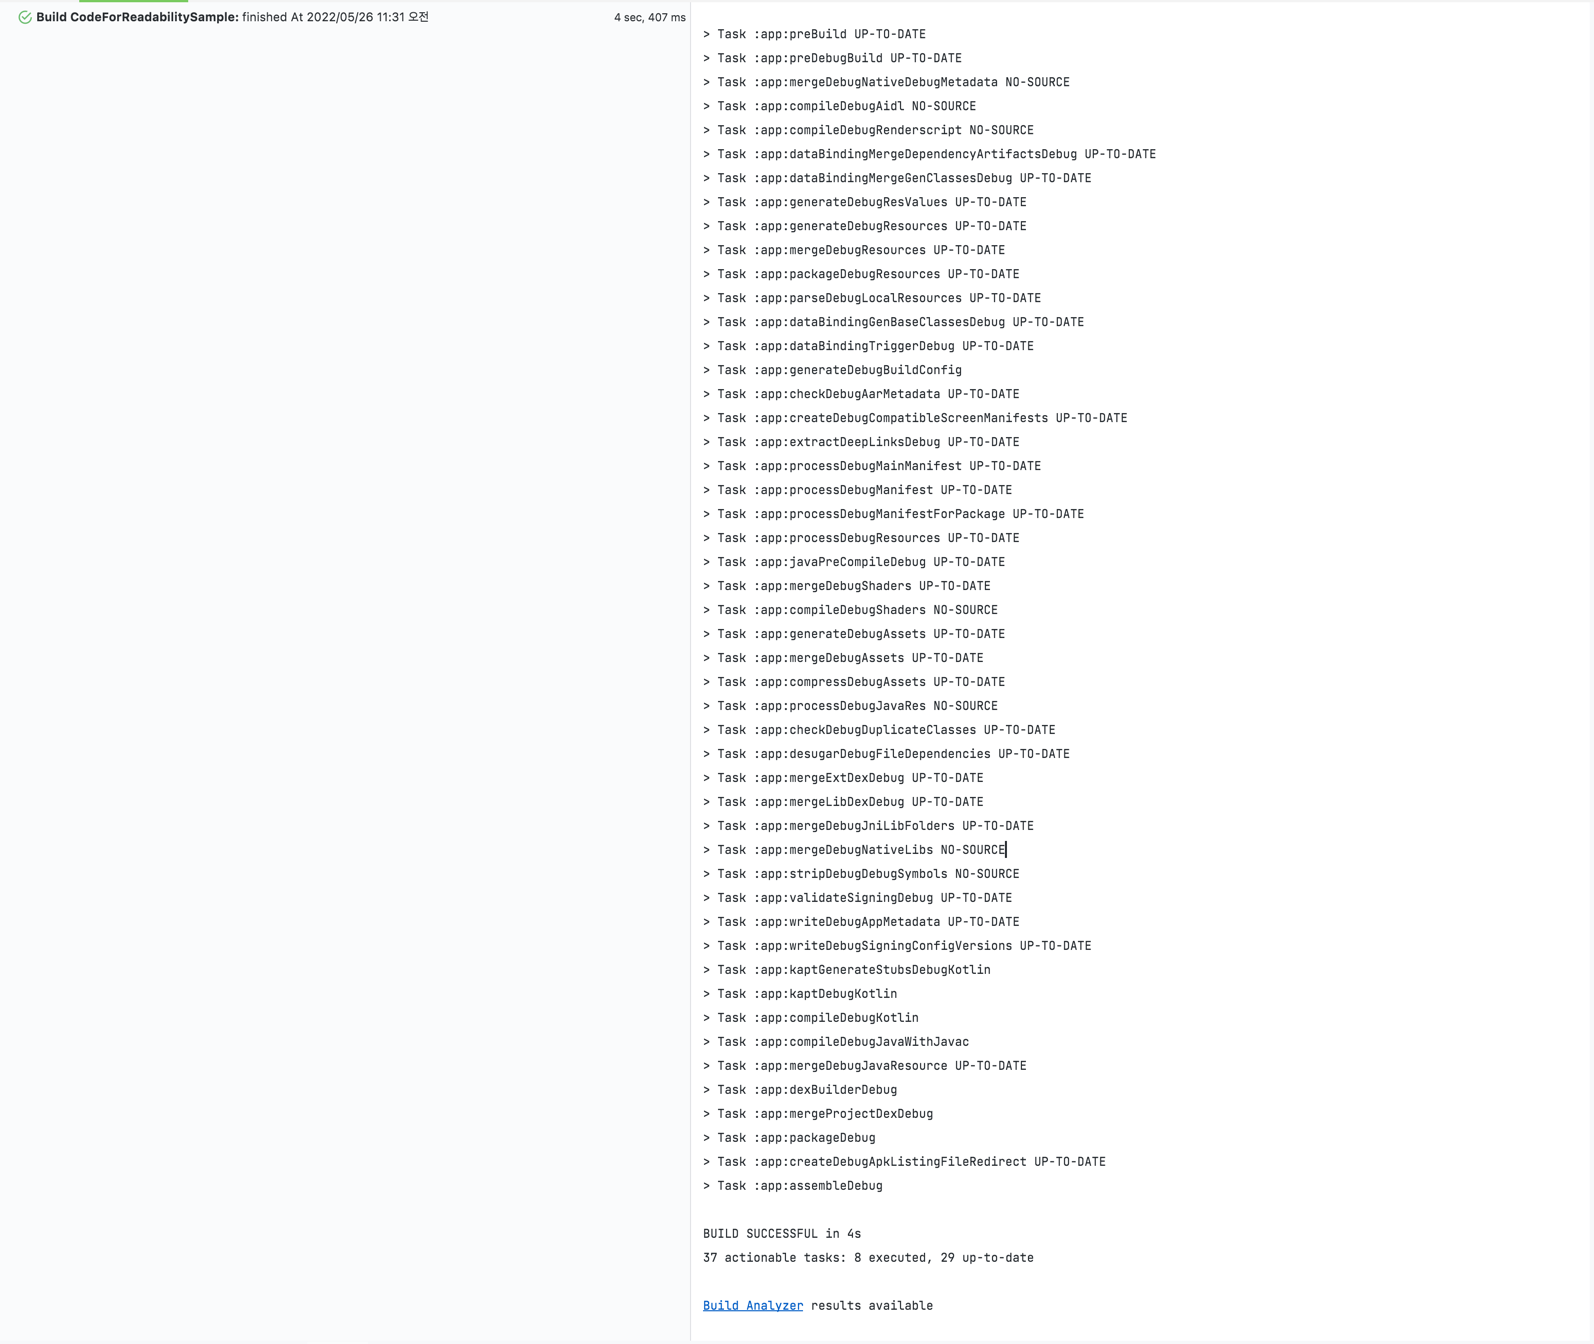 Build CodeForReadabilitySample: finished At 2022/05/26 11:31 오전 4 sec, 407 ms
> Task :app:preBuild UP-TO-DATE
> Task :app:preDebugBuild UP-TO-DATE
> Task :app:mergeDebugNativeDebugMetadata NO-SOURCE
> Task :app:compileDebugAidl NO-SOURCE
> Task :app:compileDebugRenderscript NO-SOURCE
> Task :app:dataBindingMergeDependencyArtifactsDebug UP-TO-DATE
> Task :app:dataBindingMergeGenClassesDebug UP-TO-DATE
> Task :app:generateDebugResValues UP-TO-DATE
> Task :app:generateDebugResources UP-TO-DATE
> Task :app:mergeDebugResources UP-TO-DATE
> Task :app:packageDebugResources UP-TO-DATE
> Task :app:parseDebugLocalResources UP-TO-DATE
> Task :app:dataBindingGenBaseClassesDebug UP-TO-DATE
> Task :app:dataBindingTriggerDebug UP-TO-DATE
> Task :app:generateDebugBuildConfig
> Task :app:checkDebugAarMetadata UP-TO-DATE
> Task :app:createDebugCompatibleScreenManifests UP-TO-DATE
> Task :app:extractDeepLinksDebug UP-TO-DATE
> Task :app:processDebugMainManifest UP-TO-DATE
> Task :app:processDebugManifest UP-TO-DATE
> Task :app:processDebugManifestForPackage UP-TO-DATE
> Task :app:processDebugResources UP-TO-DATE
> Task :app:javaPreCompileDebug UP-TO-DATE
> Task :app:mergeDebugShaders UP-TO-DATE
> Task :app:compileDebugShaders NO-SOURCE
> Task :app:generateDebugAssets UP-TO-DATE
> Task :app:mergeDebugAssets UP-TO-DATE
> Task :app:compressDebugAssets UP-TO-DATE
> Task :app:processDebugJavaRes NO-SOURCE
> Task :app:checkDebugDuplicateClasses UP-TO-DATE
> Task :app:desugarDebugFileDependencies UP-TO-DATE
> Task :app:mergeExtDexDebug UP-TO-DATE
> Task :app:mergeLibDexDebug UP-TO-DATE
> Task :app:mergeDebugJniLibFolders UP-TO-DATE
> Task :app:mergeDebugNativeLibs NO-SOURCE
> Task :app:stripDebugDebugSymbols NO-SOURCE
> Task :app:validateSigningDebug UP-TO-DATE
> Task :app:writeDebugAppMetadata UP-TO-DATE
> Task :app:writeDebugSigningConfigVersions UP-TO-DATE
> Task :app:kaptGenerateStubsDebugKotlin
> Task :app:kaptDebugKotlin
> Task :app:compileDebugKotlin
> Task :app:compileDebugJavaWithJavac
> Task :app:mergeDebugJavaResource UP-TO-DATE
> Task :app:dexBuilderDebug
> Task :app:mergeProjectDexDebug
> Task :app:packageDebug
> Task :app:createDebugApkListingFileRedirect UP-TO-DATE
> Task :app:assembleDebug
BUILD SUCCESSFUL in 4s
37 actionable tasks: 8 executed, 29 up-to-date
Build Analyzer results available